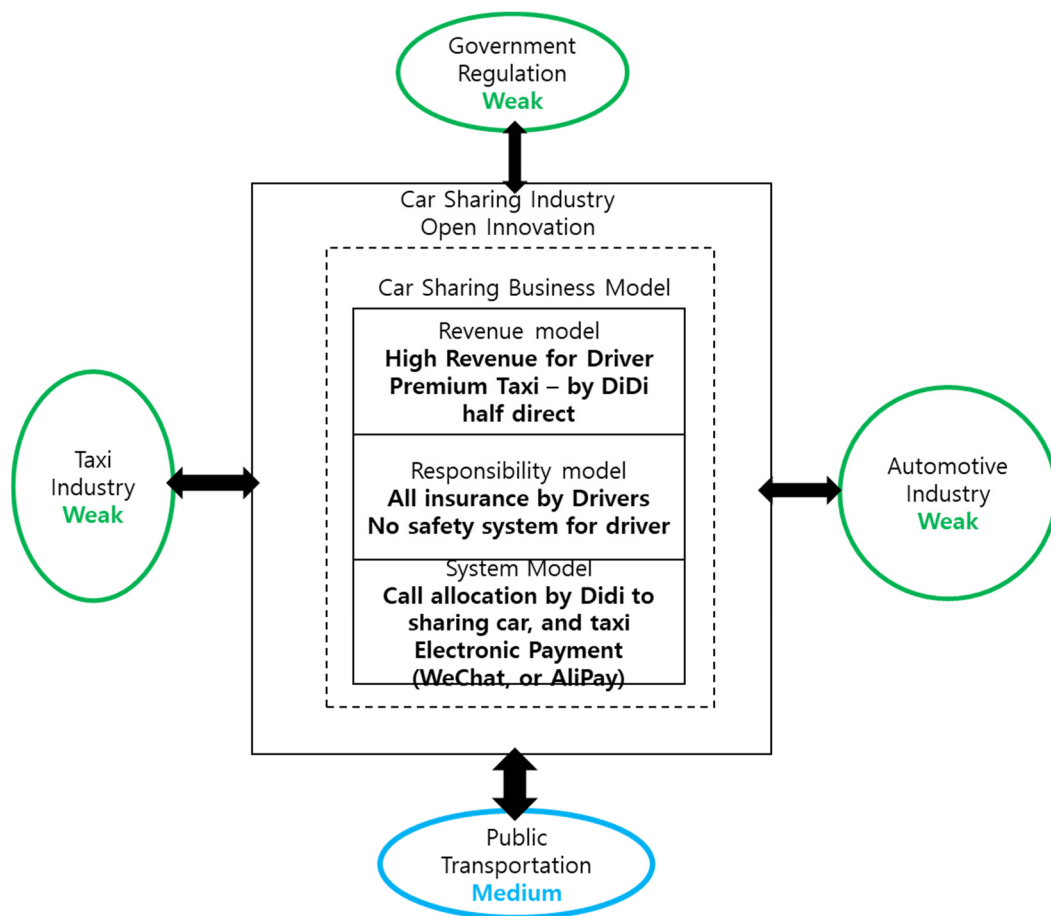 Government
Regulation
Weak
Car Sharing Industry
Open Innovation
Car Sharing Business Model
Revenue model
High Revenue for Driver
Premium Taxi – by DiDi
half direct
Taxi
Industry
Weak
Responsibility model
All insurance by Drivers
No safety system for driver
Automotive
Industry
Weak
System Model
Call allocation by Didi to
sharing car, and taxi
Electronic Payment
(WeChat, or AliPay)
Public
Transportation
Medium